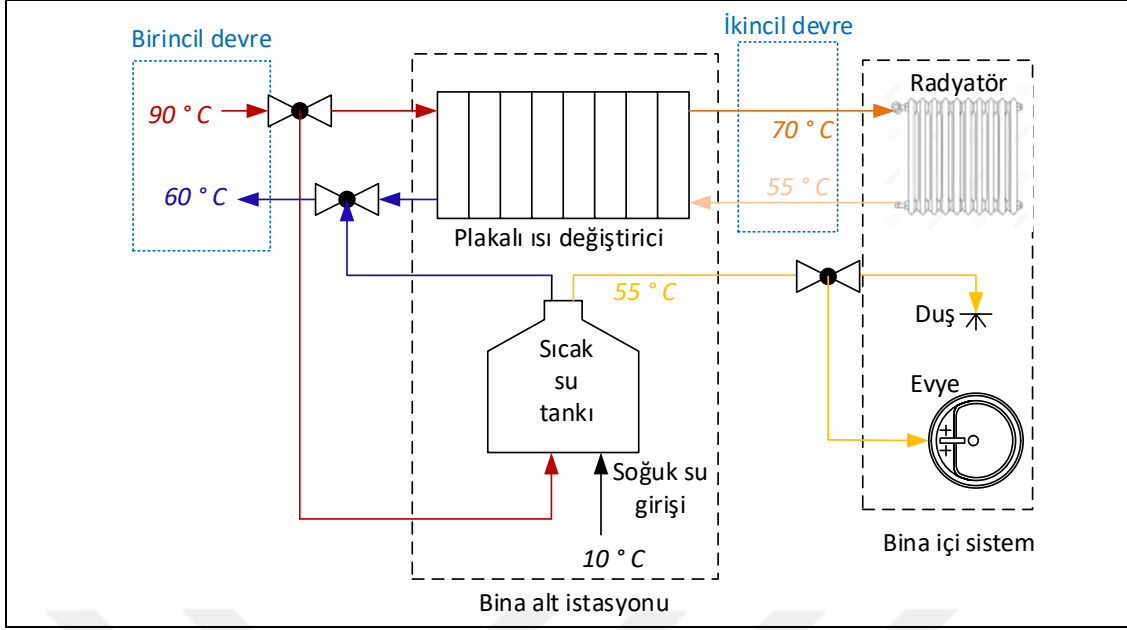 Birincil devre
İkincil devre
Radyatör
90 ° C
70 ° C
60 ° C
55 ° C
Plakalı ısı değiştirici
55 ° C
Duş
Sıcak
su
tankı
Evye
Soğuk su
girişi
10 ° C
Bina içi sistem
Bina alt istasyonu